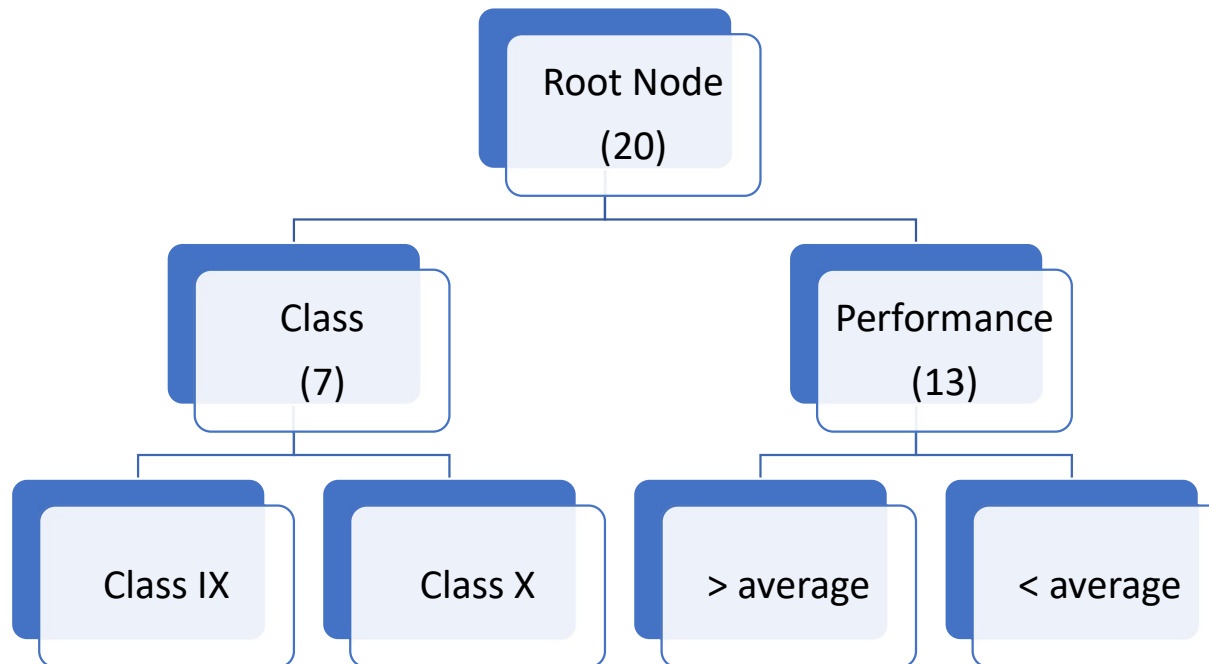 Root Node
(20)
Class
(7)
Performance
(13)
Class IX
Class X
> average
< average